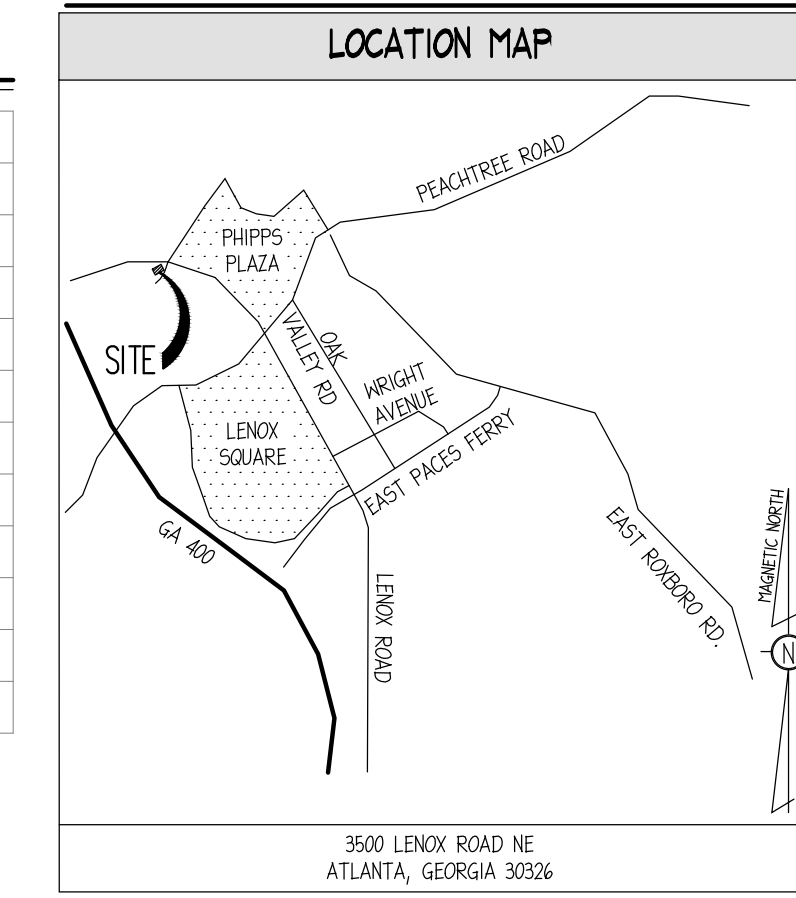 LOCATION MAP
PEACHTREE ROAD
PHIPPS
PLAZA
SITE
OAK
VALLEY RD
WRIGHT
AVENUE
LENOX
SQUARE
EAST PACES FERRY
GA 400
LENOX ROAD
EAST ROXBORO RD.
MAGNETIC NORTH
N
3500 LENOX ROAD NE
ATLANTA, GEORGIA 30326